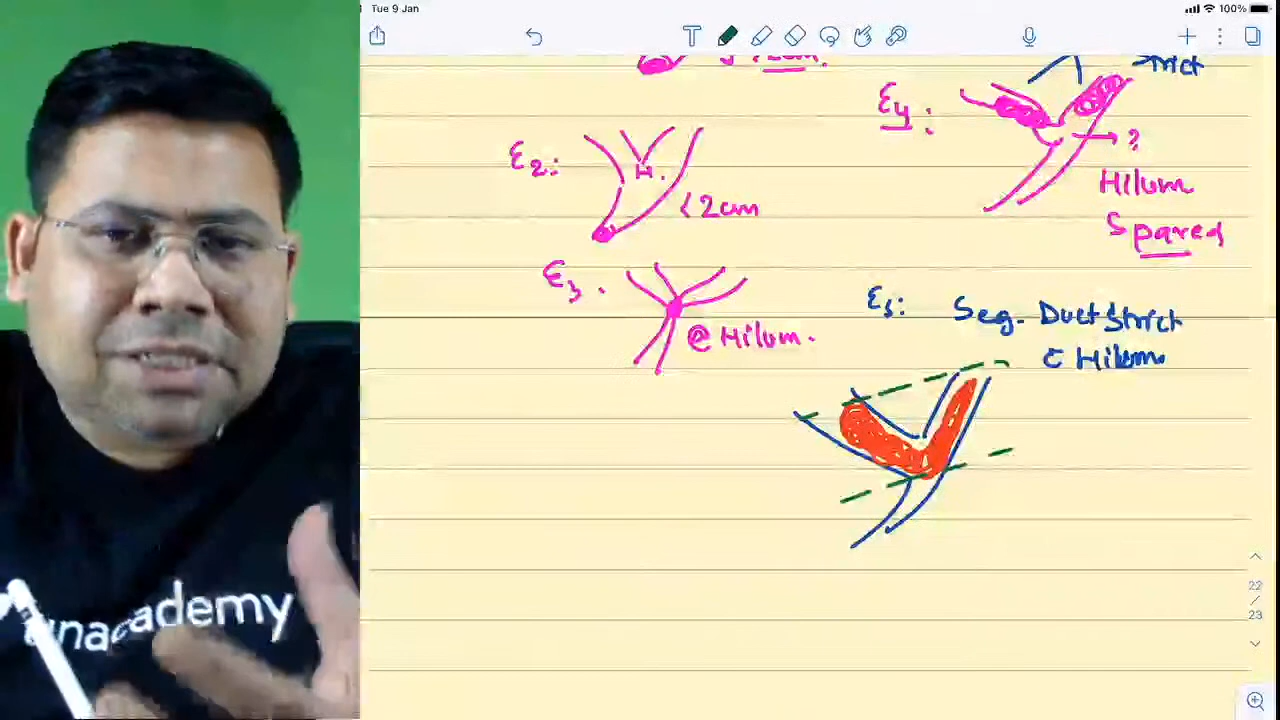 Tue 9 Jan
100%
T
Strict
E4:
?
Hilum
Spared
E2:
H.
<2cm
E3.
@ Hilum.
E5: Seg. Duct Strict
c̄ Hilum
unacademy
22
/
23